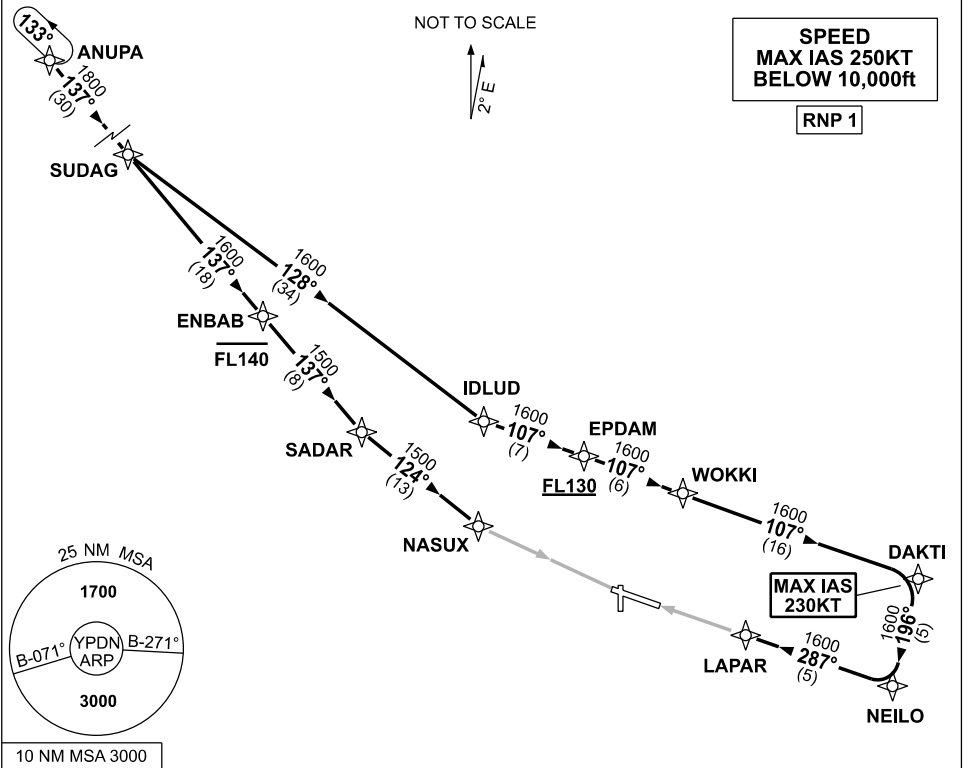 NOT TO SCALE
2° E
SPEED
MAX IAS 250KT
BELOW 10,000ft
RNP 1
133°
ANUPA
1800
137°
(30)
SUDAG
1600
137°
(18)
1600
128°
(34)
ENBAB
FL140
1500
137°
(8)
SADAR
1500
124°
(13)
NASUX
IDLUD
1600
107°
(7)
EPDAM
FL130
1600
107°
(6)
WOKKI
1600
107°
(16)
DAKTI
MAX IAS
230KT
1600
196°
(5)
NEILO
1600
287°
(5)
LAPAR
25 NM MSA
1700
B-071°
YPDN
ARP
B-271°
3000
10 NM MSA 3000